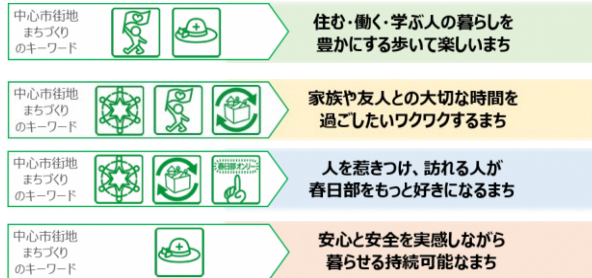 中心市街地
まちづくり
のキーワード
住む・働く・学ぶ人の暮らしを
豊かにする歩いて楽しいまち
中心市街地
まちづくり
のキーワード
家族や友人との大切な時間を
過ごしたいワクワクするまち
中心市街地
まちづくり
のキーワード
春日部オンリー
人を惹きつけ、訪れる人が
春日部をもっと好きになるまち
中心市街地
まちづくり
のキーワード
安心と安全を実感しながら
暮らせる持続可能なまち